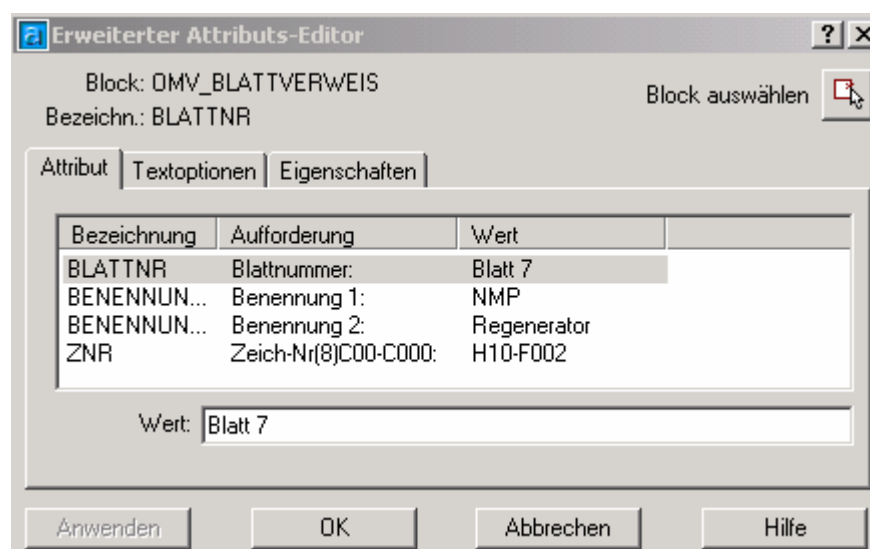 Erweiterter Attributs-Editor
Block: OMV_BLATTVERWEIS
Bezeichn.: BLATTNR
Block auswählen
Attribut Textoptionen Eigenschaften
Bezeichnung Aufforderung Wert
BLATTNR Blattnummer: Blatt 7
BENENNUN... Benennung 1: NMP
BENENNUN... Benennung 2: Regenerator
ZNR Zeich-Nr(8)C00-C000: H10-F002
Wert: Blatt 7
Anwenden OK Abbrechen Hilfe